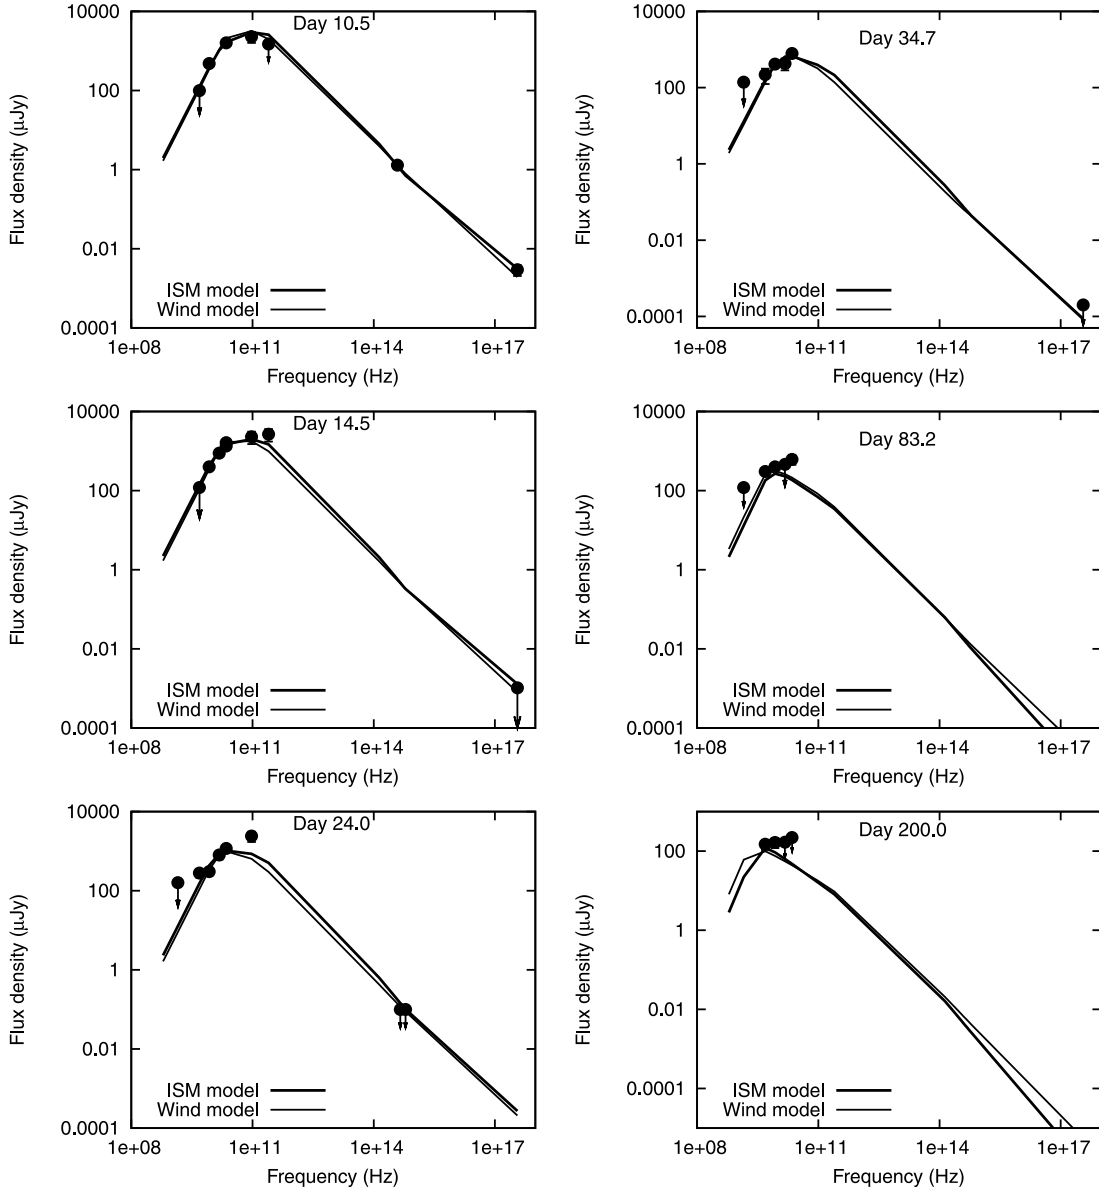 Day 10.5
10000
100
1
0.01
0.0001
Flux density (μJy)
ISM model
Wind model
1e+08 1e+11 1e+14 1e+17
Frequency (Hz)
Day 34.7
10000
100
1
0.01
0.0001
Flux density (μJy)
ISM model
Wind model
1e+08 1e+11 1e+14 1e+17
Frequency (Hz)
Day 14.5
10000
100
1
0.01
0.0001
Flux density (μJy)
ISM model
Wind model
1e+08 1e+11 1e+14 1e+17
Frequency (Hz)
Day 83.2
10000
100
1
0.01
0.0001
Flux density (μJy)
ISM model
Wind model
1e+08 1e+11 1e+14 1e+17
Frequency (Hz)
Day 24.0
10000
100
1
0.01
0.0001
Flux density (μJy)
ISM model
Wind model
1e+08 1e+11 1e+14 1e+17
Frequency (Hz)
Day 200.0
100
1
0.01
0.0001
Flux density (μJy)
ISM model
Wind model
1e+08 1e+11 1e+14 1e+17
Frequency (Hz)